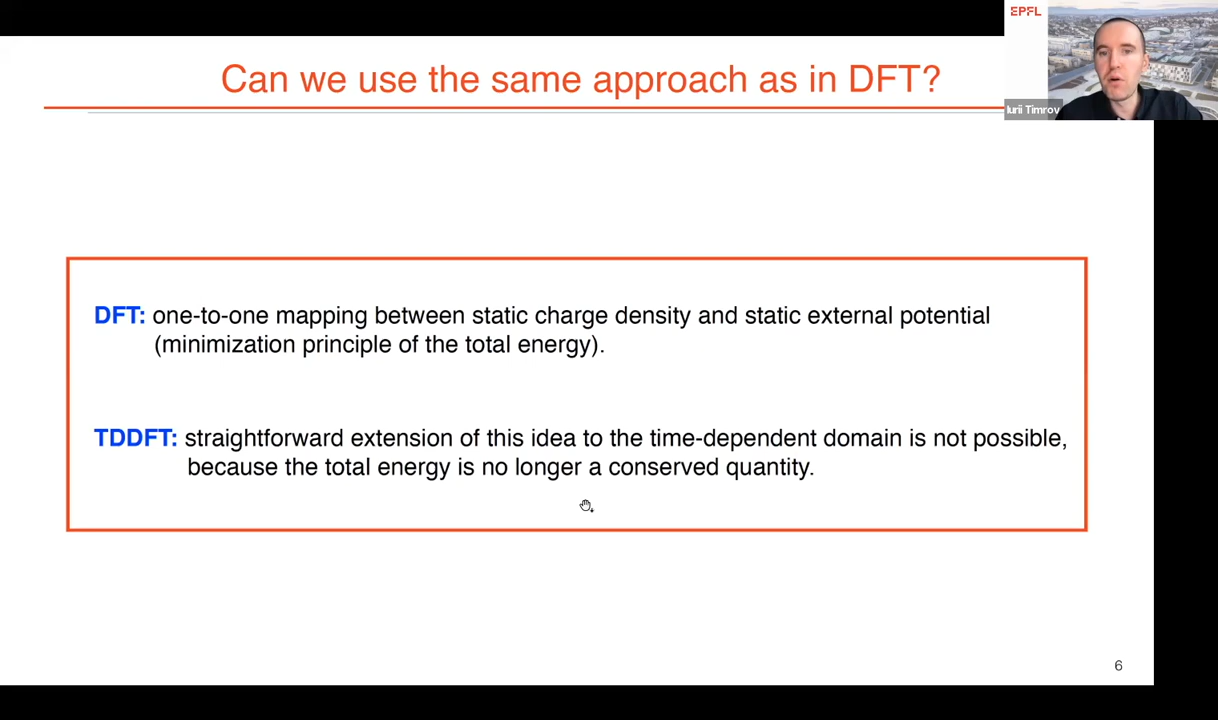 EPFL
Can we use the same approach as in DFT?
Iurii Timrov
DFT: one-to-one mapping between static charge density and static external potential
(minimization principle of the total energy).
TDDFT: straightforward extension of this idea to the time-dependent domain is not possible,
because the total energy is no longer a conserved quantity.
6